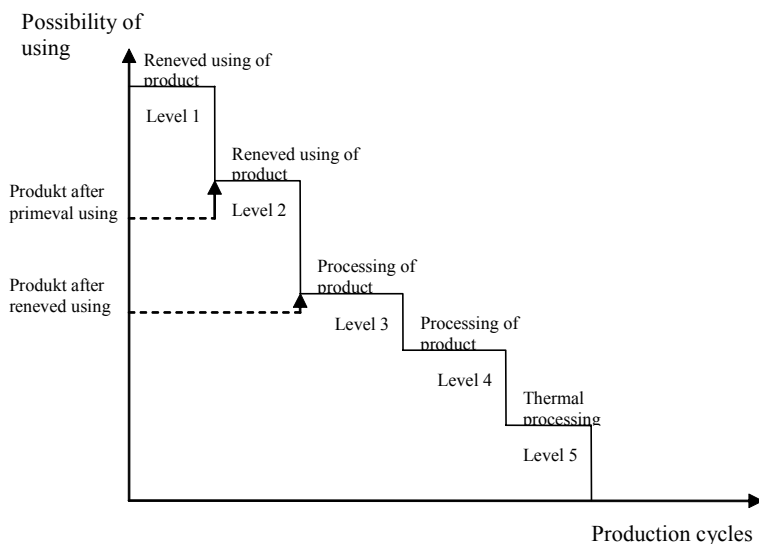 Possibility of
using
Reneved using of
product
Level 1
Reneved using of
product
Level 2
Produkt after
primeval using
Processing of
product
Level 3
Produkt after
reneved using
Processing of
product
Level 4
Thermal
processing
Level 5
Production cycles